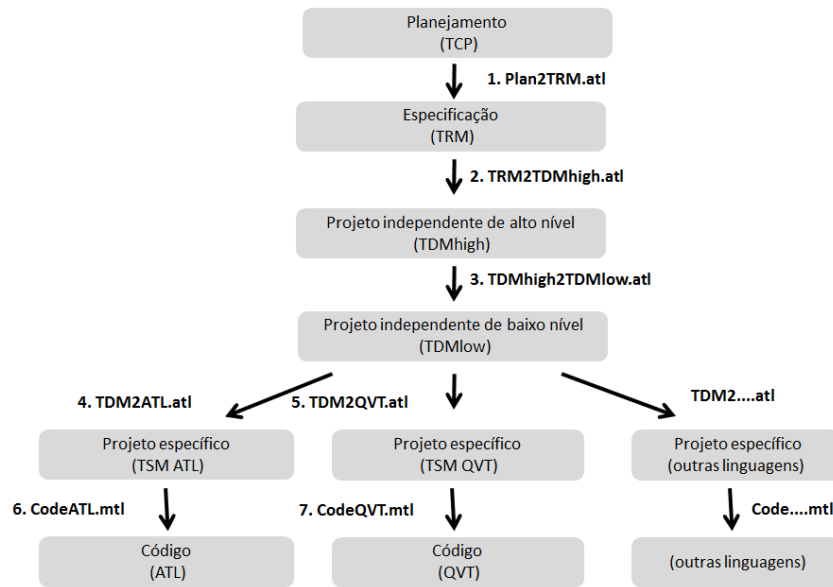 Planejamento
(TCP)
1. Plan2TRM.atl
Especificação
(TRM)
2. TRM2TDMhigh.atl
Projeto independente de alto nível
(TDMhigh)
3. TDMhigh2TDMlow.atl
Projeto independente de baixo nível
(TDMlow)
4. TDM2ATL.atl
5. TDM2QVT.atl
TDM2....atl
Projeto específico
(TSM ATL)
Projeto específico
(TSM QVT)
Projeto específico
(outras linguagens)
6. CodeATL.mtl
7. CodeQVT.mtl
Code....mtl
Código
(ATL)
Código
(QVT)
(outras linguagens)